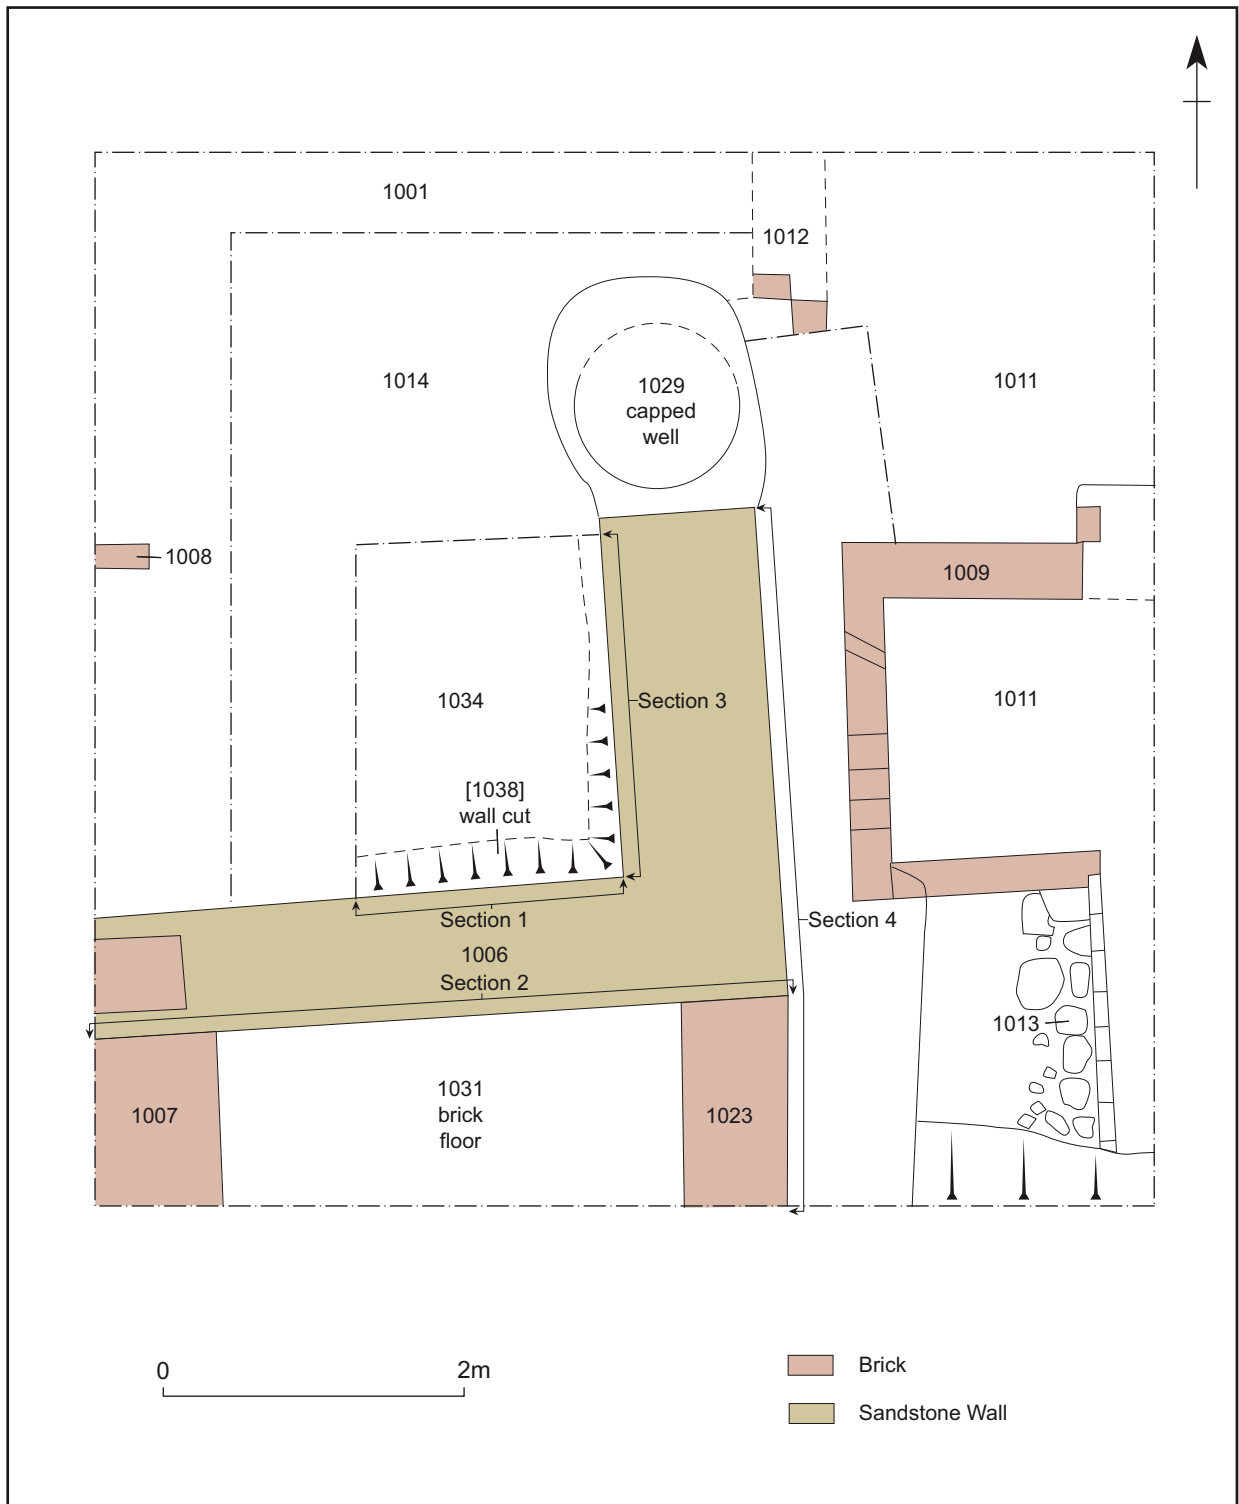 1001
1012
1014
1029
capped
well
1011
1008
1009
1034
Section 3
1011
[1038]
wall cut
Section 1
Section 4
1006
Section 2
1013
1007
1031
brick
floor
1023
0 2m
Brick
Sandstone Wall